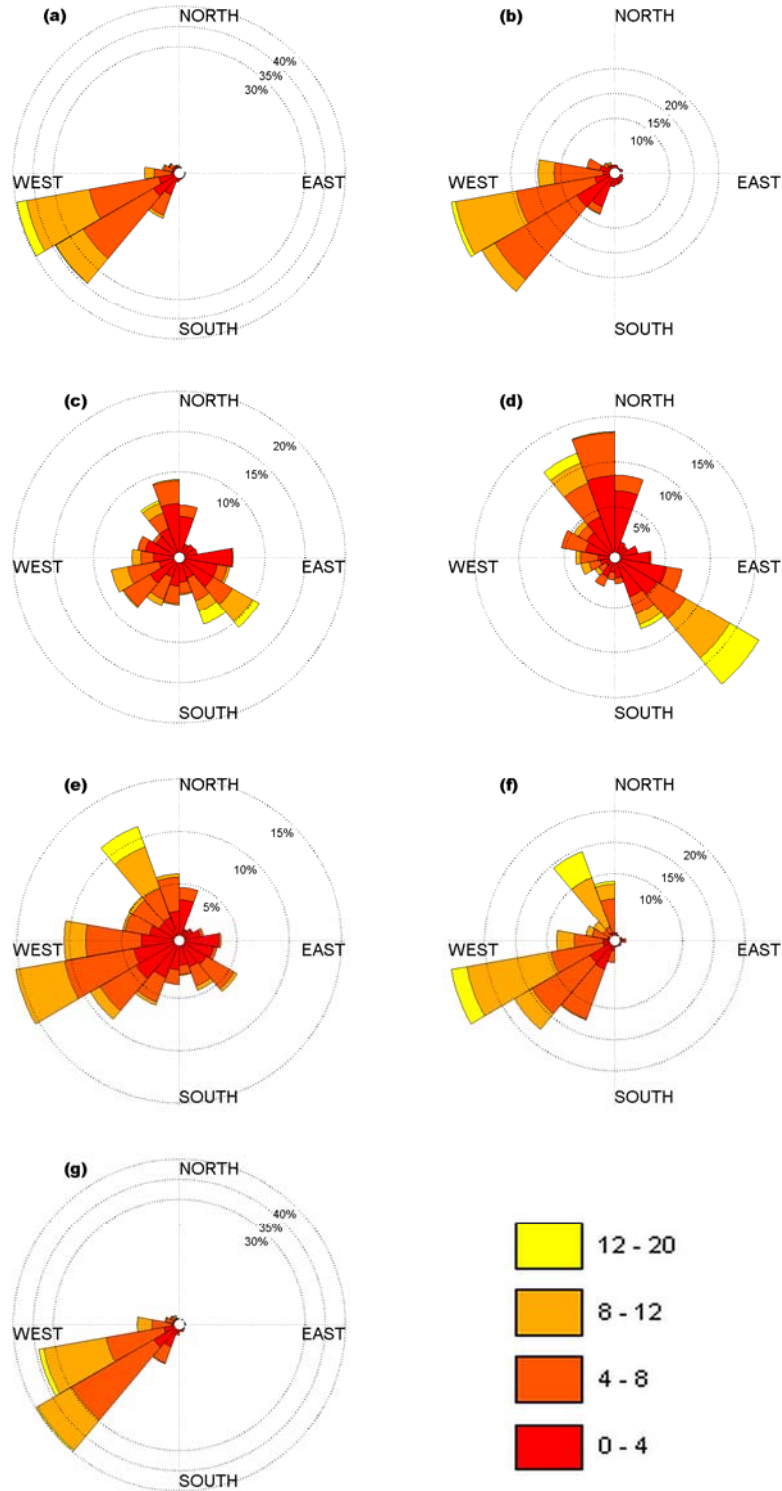 (a)
NORTH
40%
35%
30%
WEST
EAST
SOUTH
(b)
NORTH
20%
15%
10%
WEST
EAST
SOUTH
(c)
NORTH
20%
15%
10%
WEST
EAST
SOUTH
(d)
NORTH
15%
10%
5%
WEST
EAST
SOUTH
(e)
NORTH
15%
10%
5%
WEST
EAST
SOUTH
(f)
NORTH
20%
15%
10%
WEST
EAST
SOUTH
(g)
NORTH
40%
35%
30%
WEST
EAST
SOUTH
12 - 20
8 - 12
4 - 8
0 - 4